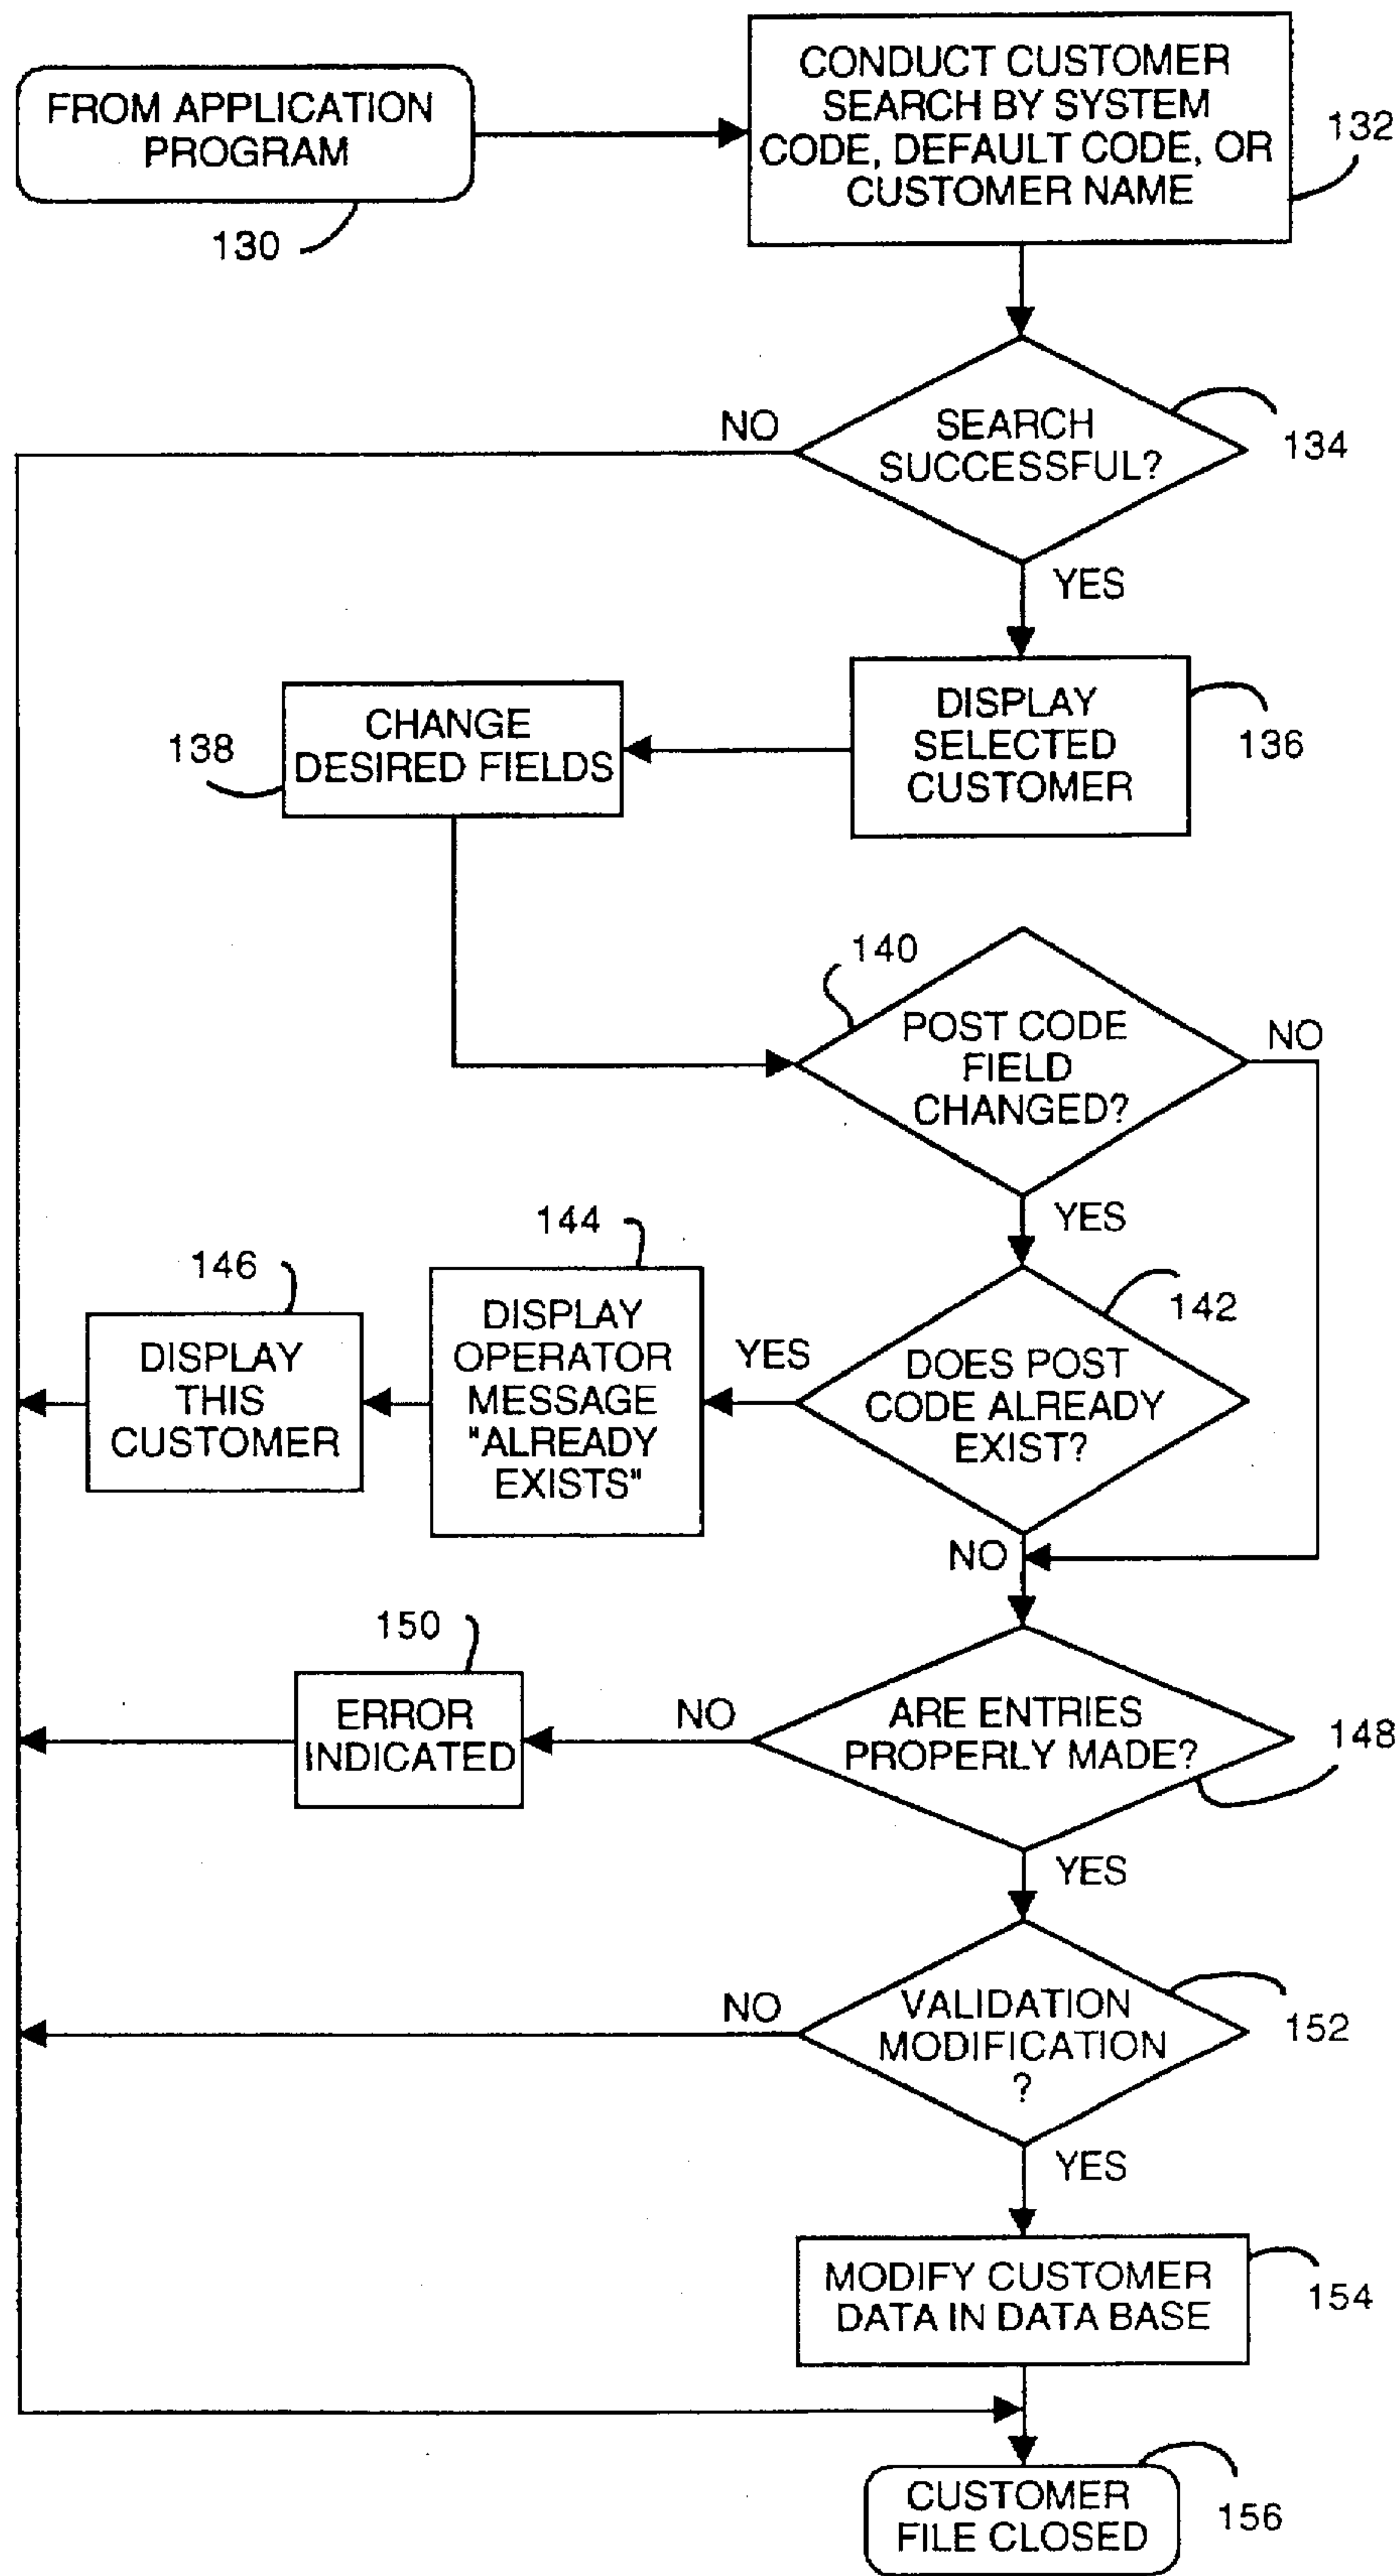 FROM APPLICATION
PROGRAM
130
CONDUCT CUSTOMER
SEARCH BY SYSTEM
CODE, DEFAULT CODE, OR
CUSTOMER NAME
132
SEARCH
SUCCESSFUL?
134
NO
YES
DISPLAY
SELECTED
CUSTOMER
136
CHANGE
DESIRED FIELDS
138
140
POST CODE
FIELD
CHANGED?
NO
YES
142
DOES POST
CODE ALREADY
EXIST?
YES
144
DISPLAY
OPERATOR
MESSAGE
"ALREADY
EXISTS"
146
DISPLAY
THIS
CUSTOMER
NO
ARE ENTRIES
PROPERLY MADE?
148
NO
150
ERROR
INDICATED
YES
VALIDATION
MODIFICATION
?
152
NO
YES
MODIFY CUSTOMER
DATA IN DATA BASE
154
CUSTOMER
FILE CLOSED
156